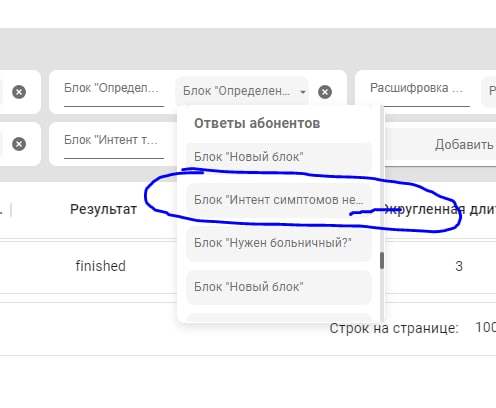 Блок "Определ...
Блок "Определен...
Расшифровка ...
Блок "Интент т...
Ответы абонентов
Добавить
Блок "Новый блок"
Блок "Интент симптомов не...
Результат
Округленная дли
Блок "Нужен больничный?"
finished
3
Блок "Новый блок"
Строк на странице:
100